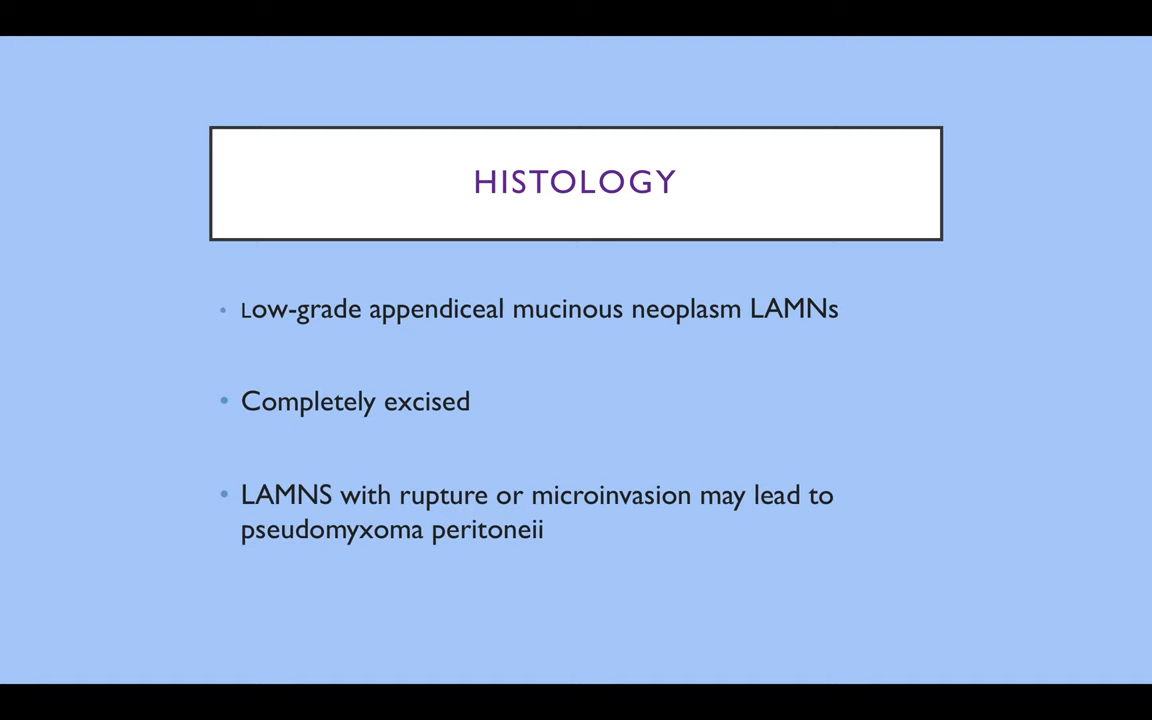 HISTOLOGY
• Low-grade appendiceal mucinous neoplasm LAMNs
• Completely excised
• LAMNS with rupture or microinvasion may lead to
pseudomyxoma peritoneii